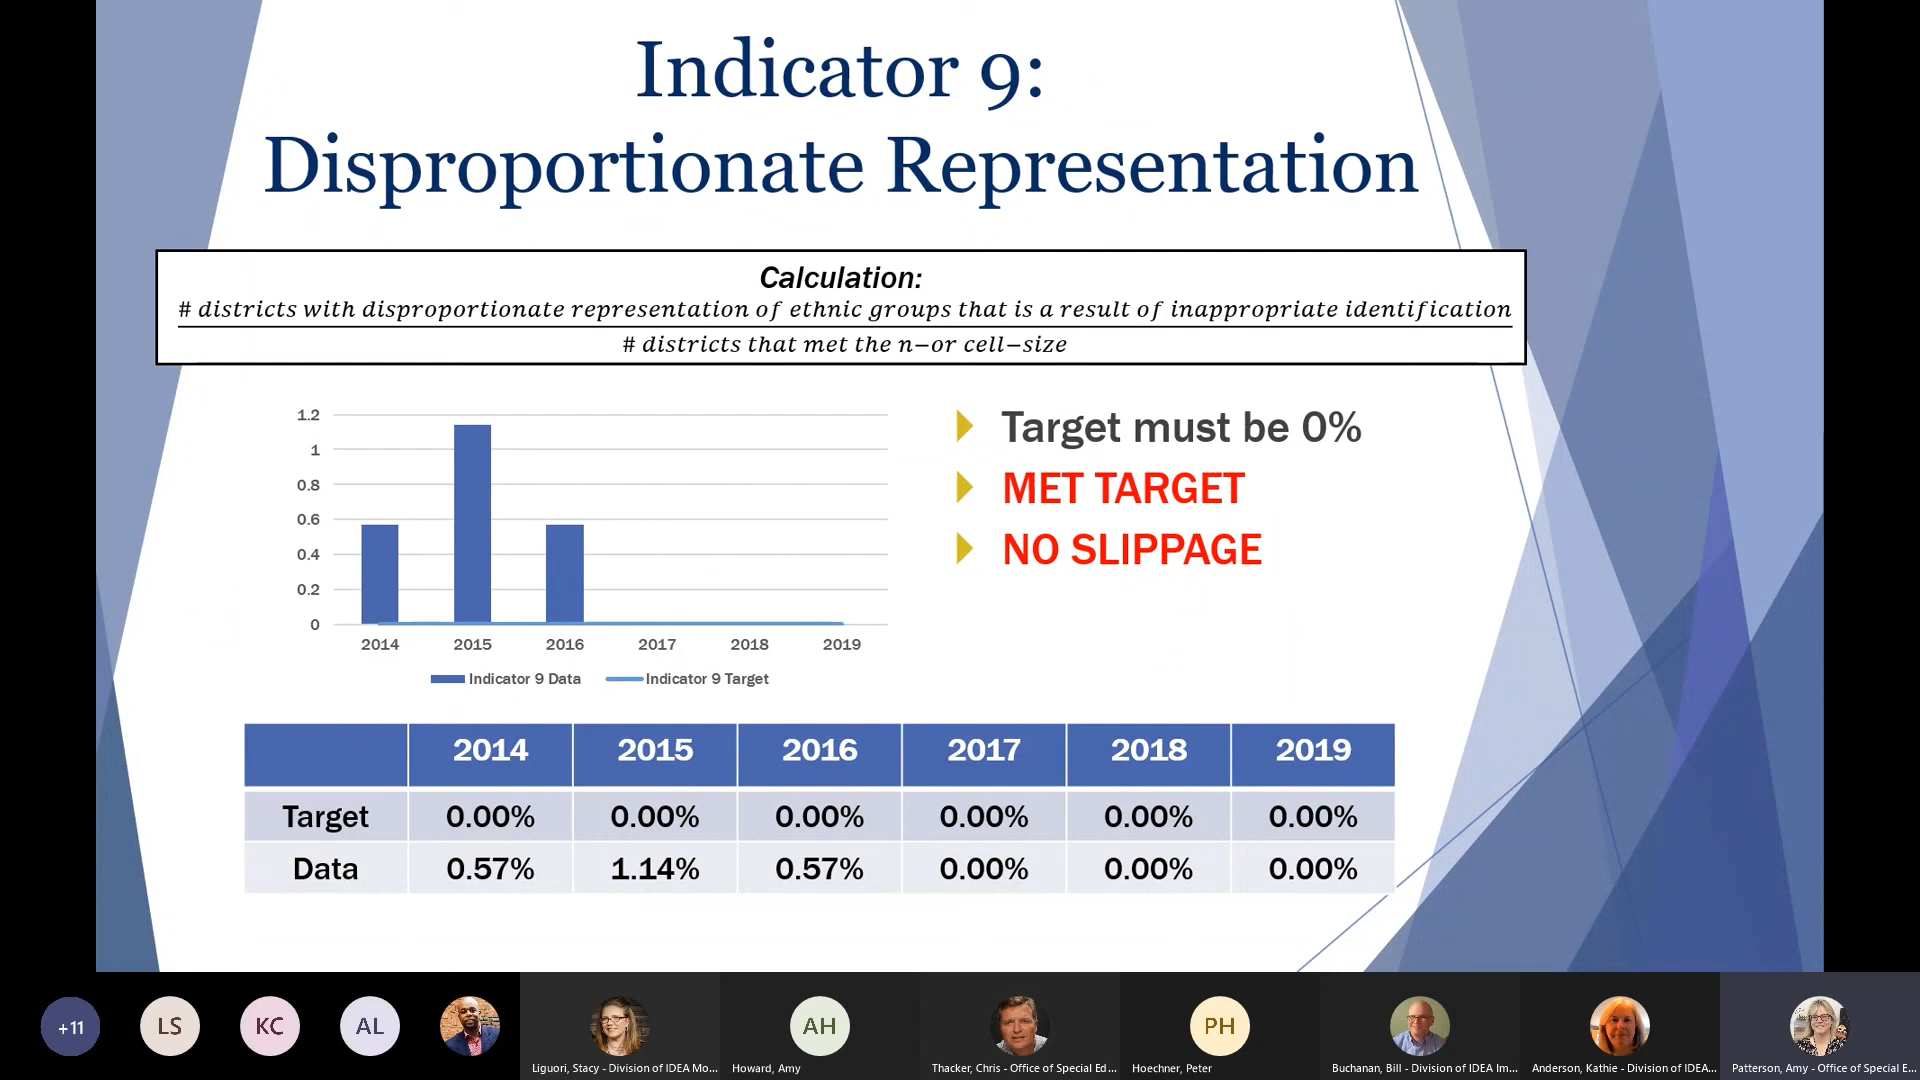 Indicator 9:
Disproportionate Representation
Calculation:
# districts with disproportionate representation of ethnic groups that is a result of inappropriate identification
# districts that met the n−or cell−size
1.2
1
0.8
0.6
0.4
0.2
0
2014 2015 2016 2017 2018 2019
Indicator 9 Data Indicator 9 Target
Target must be 0%
MET TARGET
NO SLIPPAGE
2014 2015 2016 2017 2018 2019
Target 0.00% 0.00% 0.00% 0.00% 0.00% 0.00%
Data 0.57% 1.14% 0.57% 0.00% 0.00% 0.00%
+11 LS KC AL AH PH
Liguori, Stacy - Division of IDEA Mo... Howard, Amy Thacker, Chris - Office of Special Ed... Hoechner, Peter Buchanan, Bill - Division of IDEA Im... Anderson, Kathie - Division of IDEA... Patterson, Amy - Office of Special E...